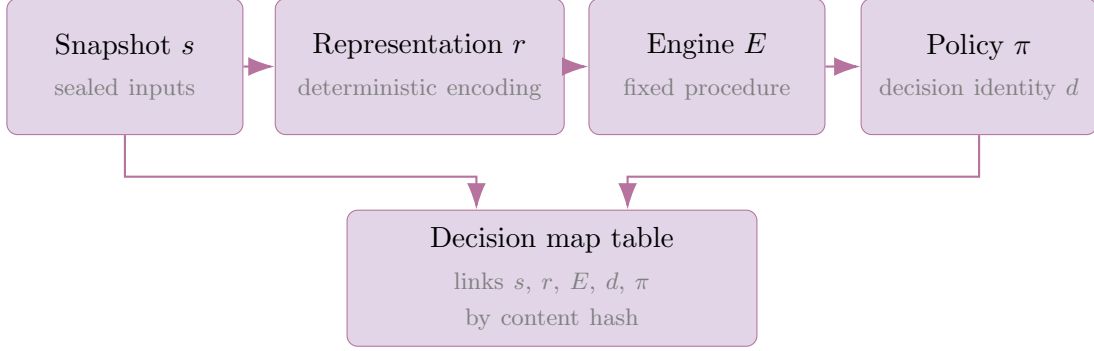 Snapshot s
sealed inputs
Representation r
deterministic encoding
Engine E
fixed procedure
Policy π
decision identity d
Decision map table
links s, r, E, d, π
by content hash